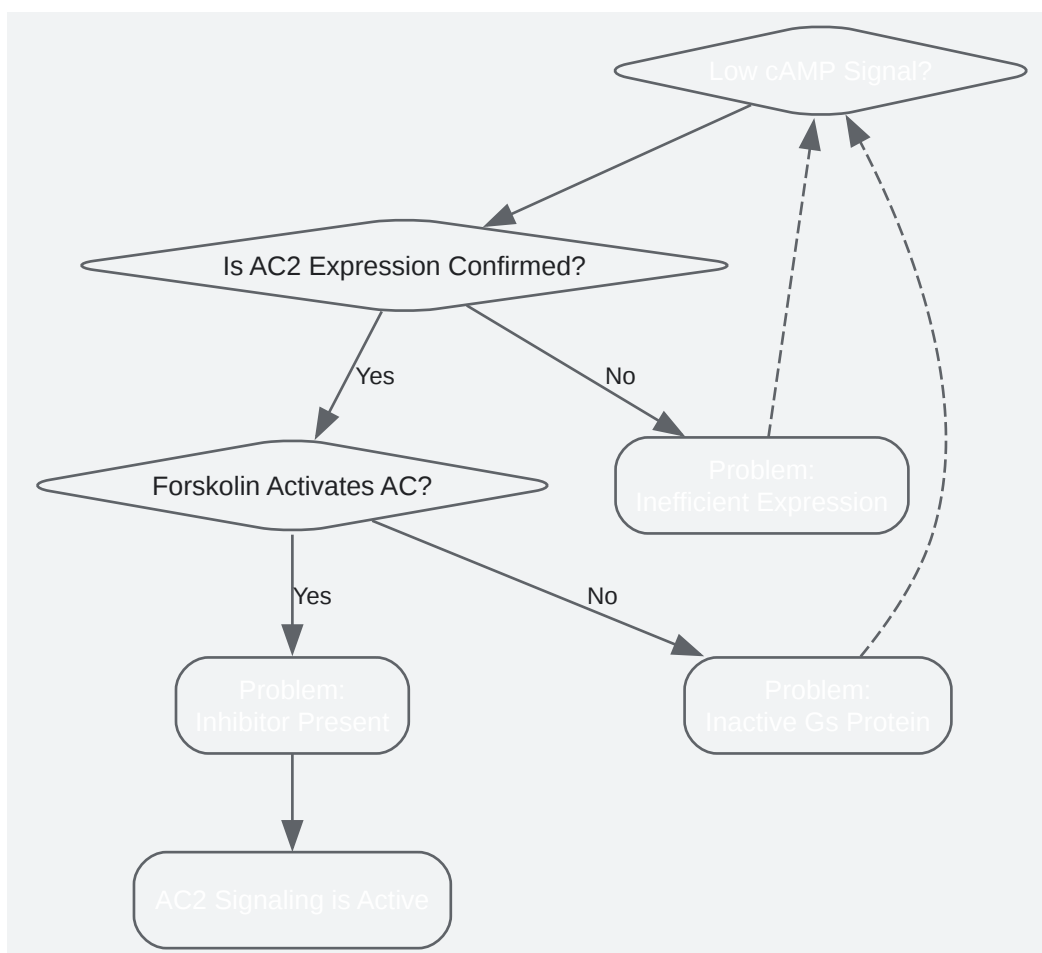 Low cAMP Signal?
Is AC2 Expression Confirmed?
Yes
No
Forskolin Activates AC?
Problem:
Inefficient Expression
Yes
No
Problem:
Inhibitor Present
Problem:
Inactive Gs Protein
AC2 Signaling is Active